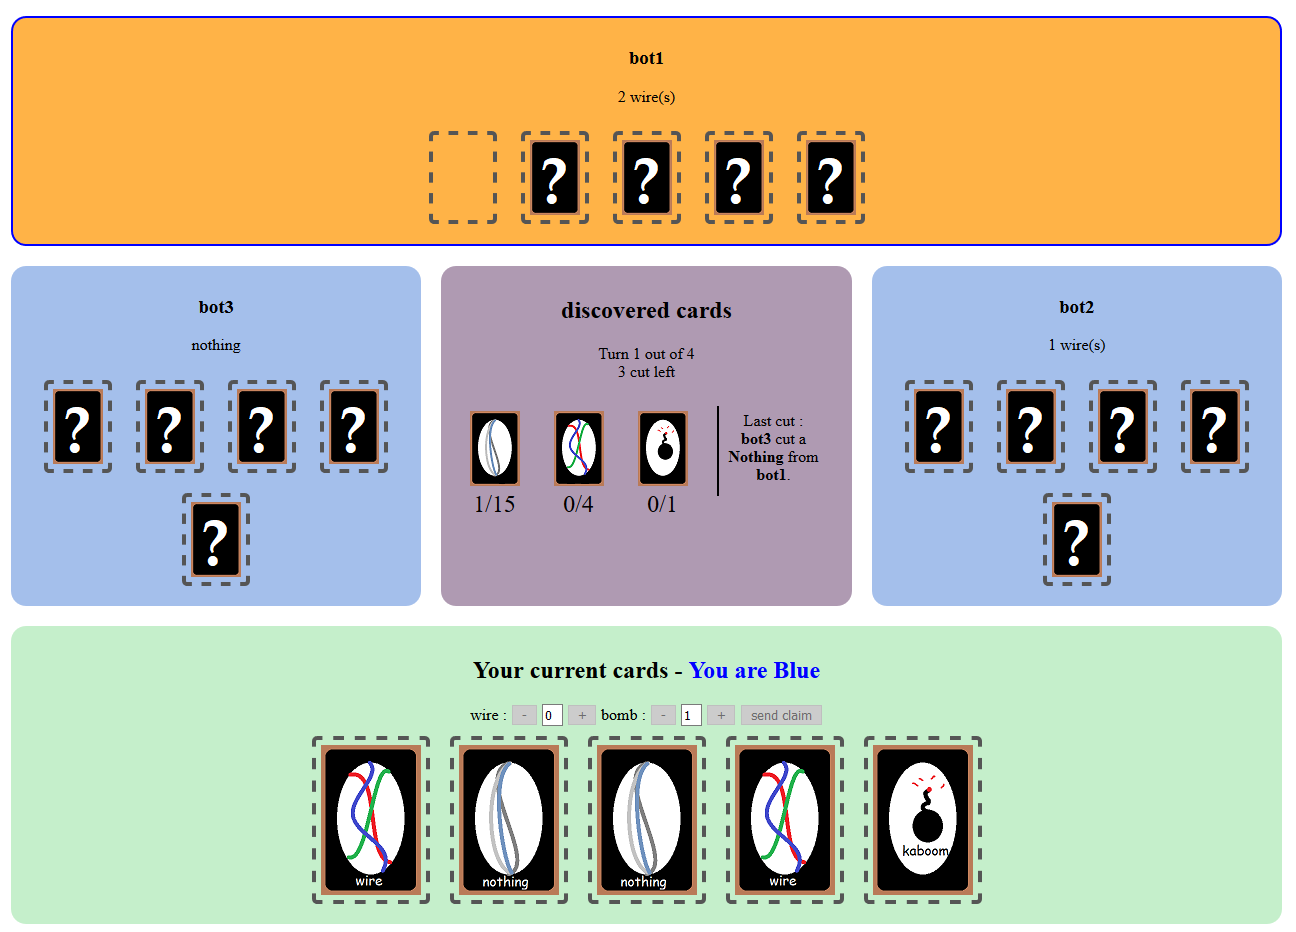 bot1
2 wire(s)
? ? ? ?
bot3
nothing
? ? ? ?
?
discovered cards
Turn 1 out of 4
3 cut left
1/15 0/4 0/1
Last cut :
bot3 cut a
Nothing from
bot1.
bot2
1 wire(s)
? ? ? ?
?
Your current cards - You are Blue
wire : - 0 + bomb : - 1 + send claim
wire nothing nothing wire kaboom